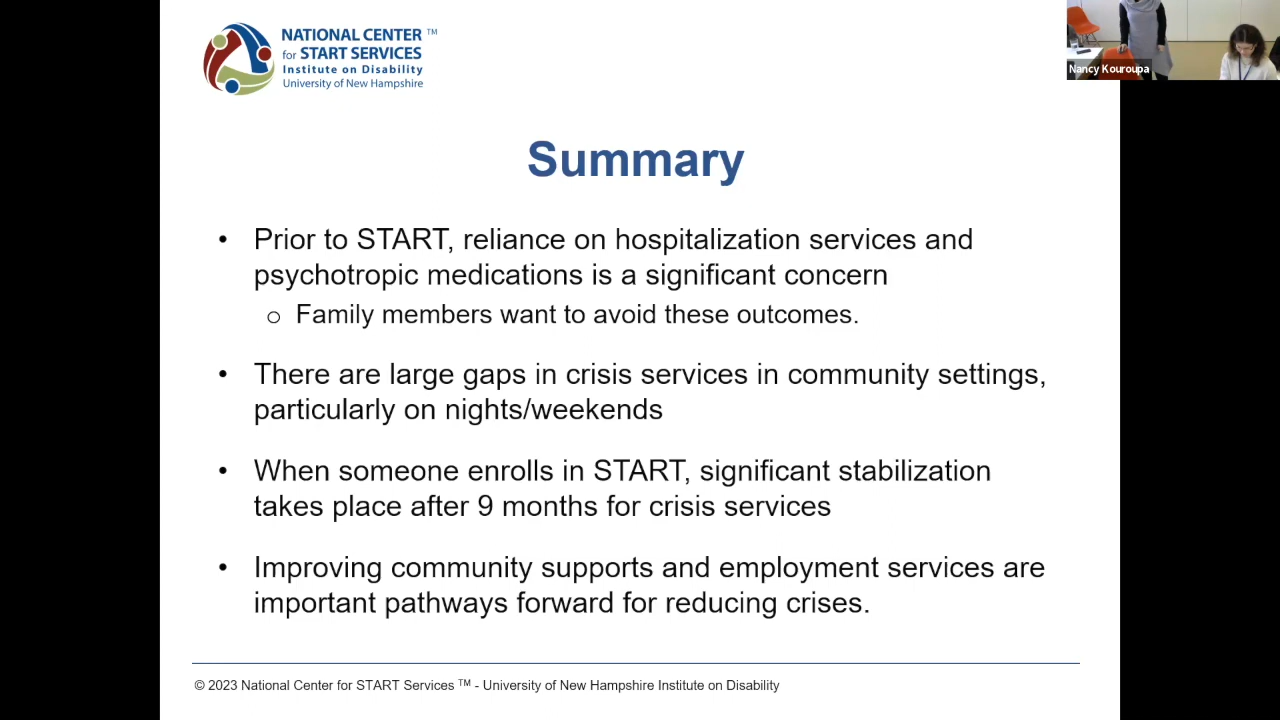 NATIONAL CENTER TM
for START SERVICES
Institute on Disability
University of New Hampshire
Nancy Kouroupa
Summary
• Prior to START, reliance on hospitalization services and
psychotropic medications is a significant concern
o Family members want to avoid these outcomes.
• There are large gaps in crisis services in community settings,
particularly on nights/weekends
• When someone enrolls in START, significant stabilization
takes place after 9 months for crisis services
• Improving community supports and employment services are
important pathways forward for reducing crises.
© 2023 National Center for START Services TM - University of New Hampshire Institute on Disability